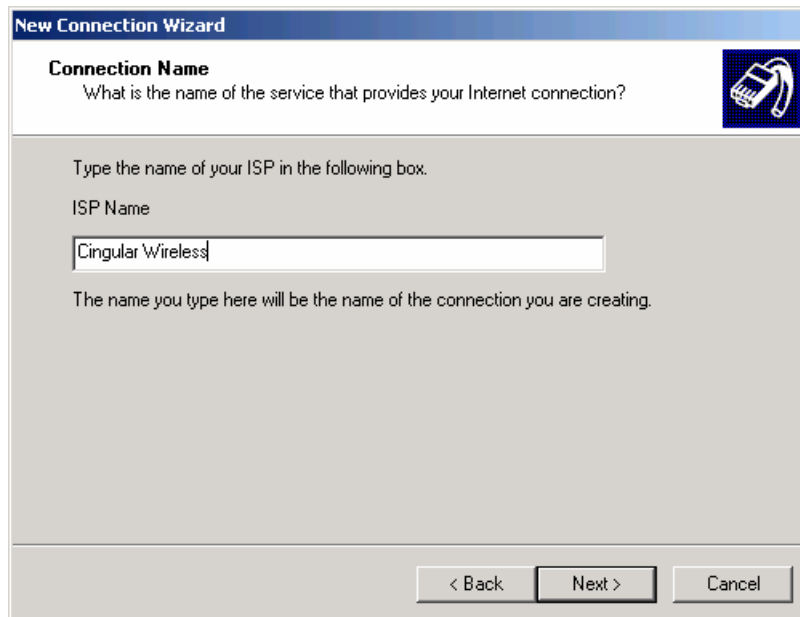 New Connection Wizard
Connection Name
What is the name of the service that provides your Internet connection?
Type the name of your ISP in the following box.
ISP Name
Cingular Wireless
The name you type here will be the name of the connection you are creating.
< Back Next > Cancel